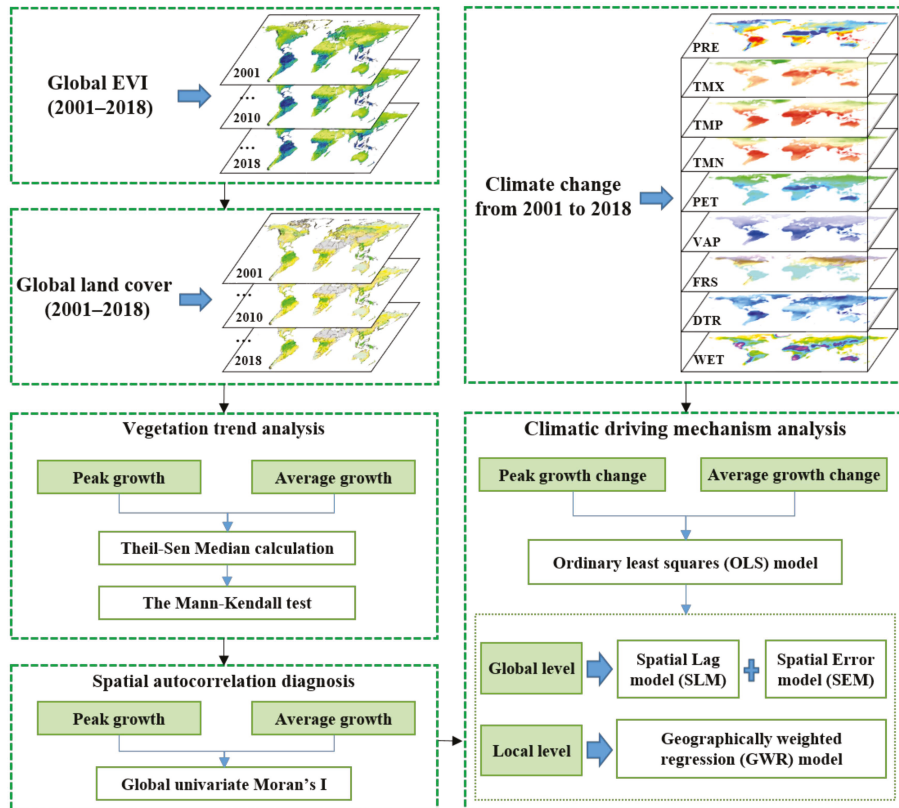 Global EVI
(2001–2018)
2001
...
2010
...
2018
Global land cover
(2001–2018)
2001
...
2010
...
2018
Vegetation trend analysis
Peak growth
Average growth
Theil-Sen Median calculation
The Mann-Kendall test
Spatial autocorrelation diagnosis
Peak growth
Average growth
Global univariate Moran's I
Climate change
from 2001 to 2018
PRE
TMX
TMP
TMN
PET
VAP
FRS
DTR
WET
Climatic driving mechanism analysis
Peak growth change
Average growth change
Ordinary least squares (OLS) model
Global level
Spatial Lag
model (SLM)
Spatial Error
model (SEM)
Local level
Geographically weighted
regression (GWR) model